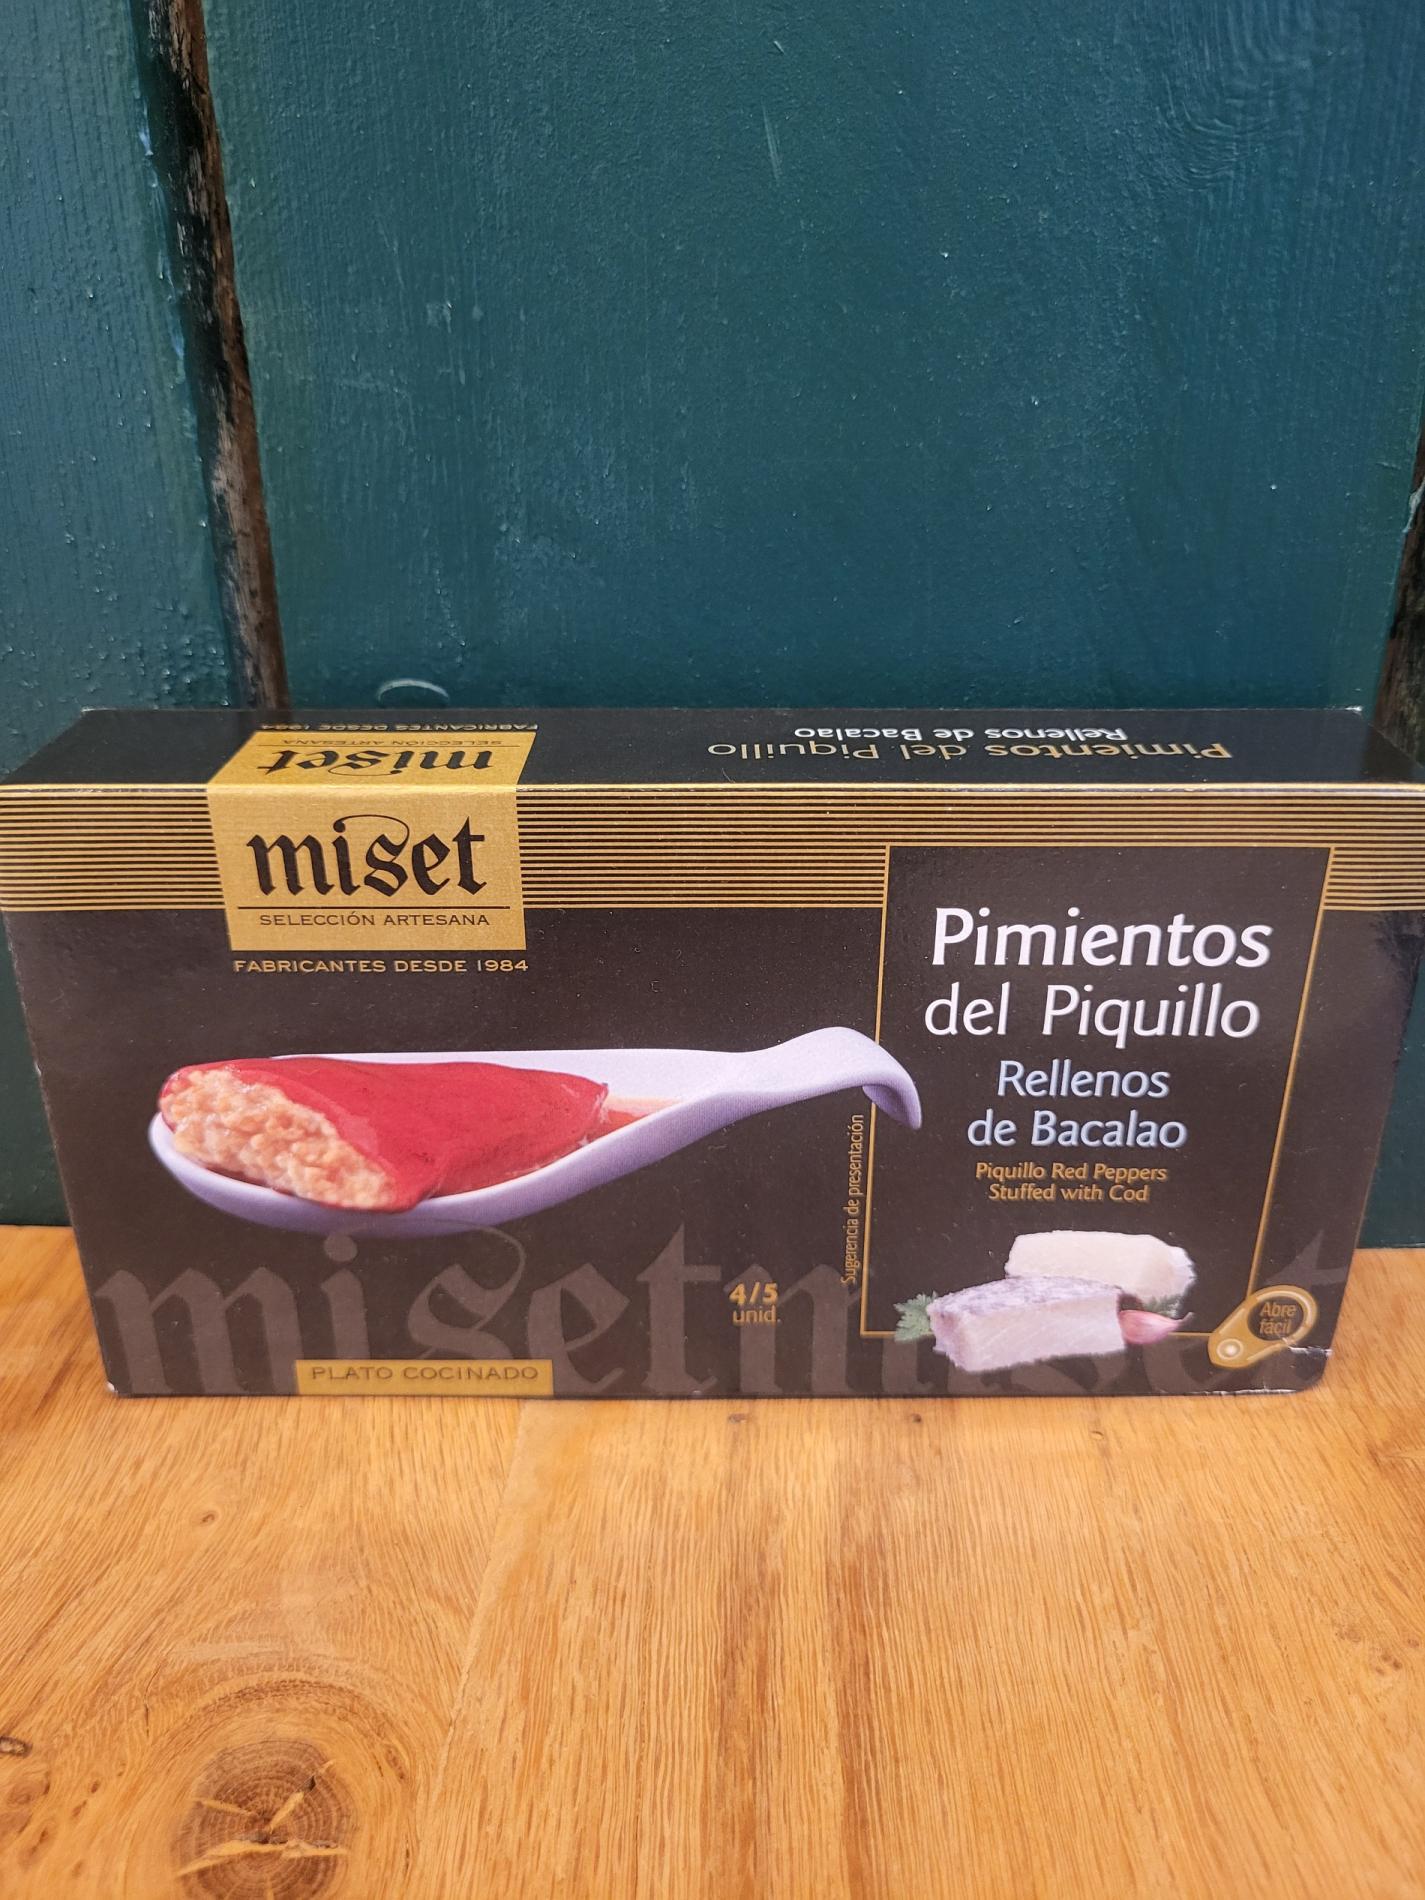 FABRICANTES DESDE 1984
SELECCIÓN ARTESANA
miset
Pimientos del Piquillo
Rellenos de Bacalao
miset
SELECCIÓN ARTESANA
FABRICANTES DESDE 1984
Pimientos
del Piquillo
Rellenos
de Bacalao
Piquillo Red Peppers
Stuffed with Cod
Sugerencia de presentación
4/5
unid.
Abre
fácil
misetmiset
PLATO COCINADO